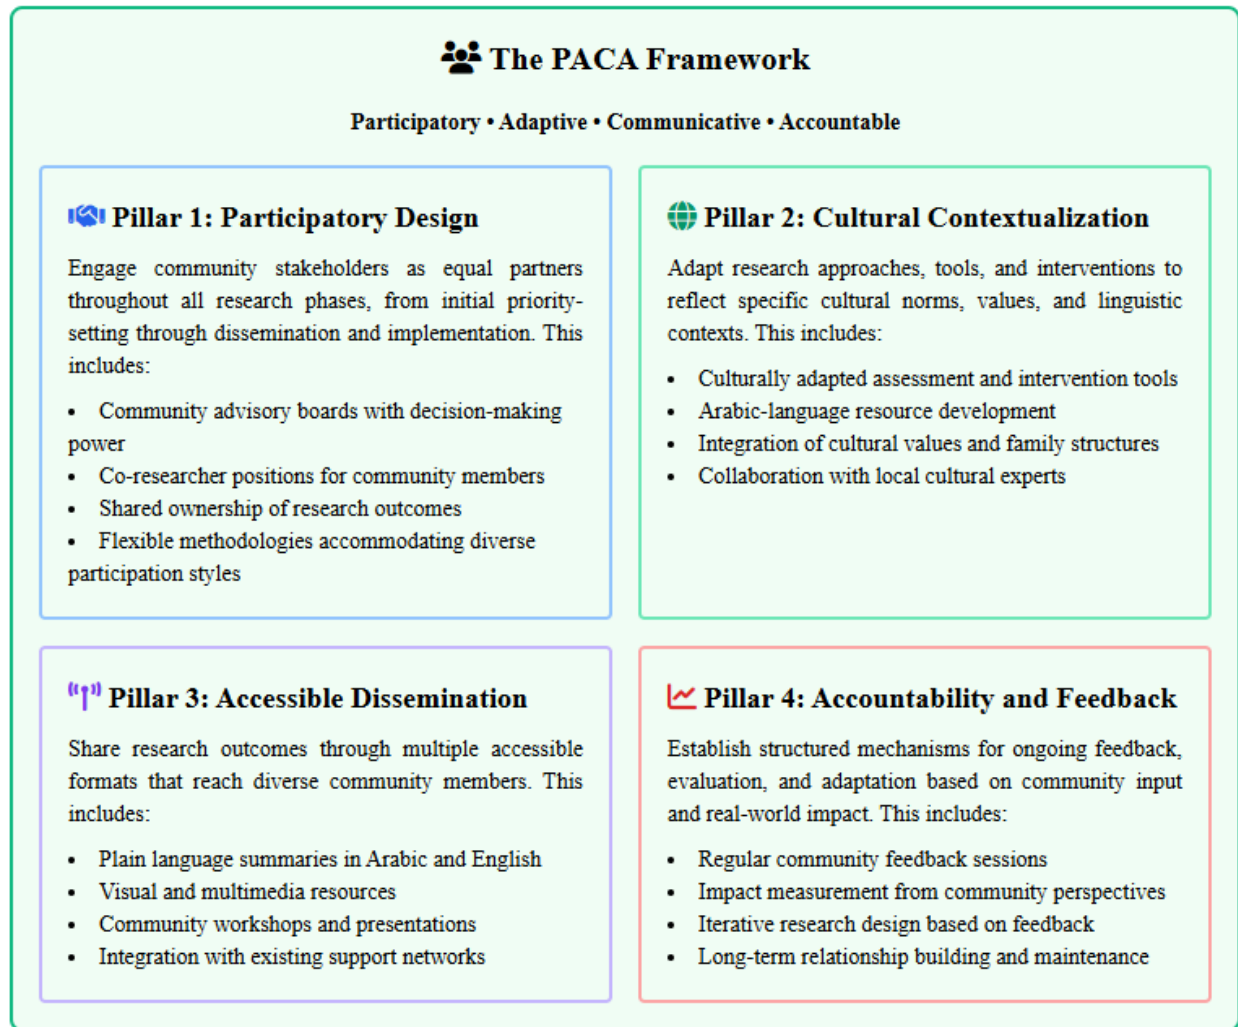 The PACA Framework
Participatory • Adaptive • Communicative • Accountable
Pillar 1: Participatory Design
Engage community stakeholders as equal partners
throughout all research phases, from initial priority-
setting through dissemination and implementation. This
includes:
• Community advisory boards with decision-making
power
• Co-researcher positions for community members
• Shared ownership of research outcomes
• Flexible methodologies accommodating diverse
participation styles
Pillar 2: Cultural Contextualization
Adapt research approaches, tools, and interventions to
reflect specific cultural norms, values, and linguistic
contexts. This includes:
• Culturally adapted assessment and intervention tools
• Arabic-language resource development
• Integration of cultural values and family structures
• Collaboration with local cultural experts
Pillar 3: Accessible Dissemination
Share research outcomes through multiple accessible
formats that reach diverse community members. This
includes:
• Plain language summaries in Arabic and English
• Visual and multimedia resources
• Community workshops and presentations
• Integration with existing support networks
Pillar 4: Accountability and Feedback
Establish structured mechanisms for ongoing feedback,
evaluation, and adaptation based on community input
and real-world impact. This includes:
• Regular community feedback sessions
• Impact measurement from community perspectives
• Iterative research design based on feedback
• Long-term relationship building and maintenance